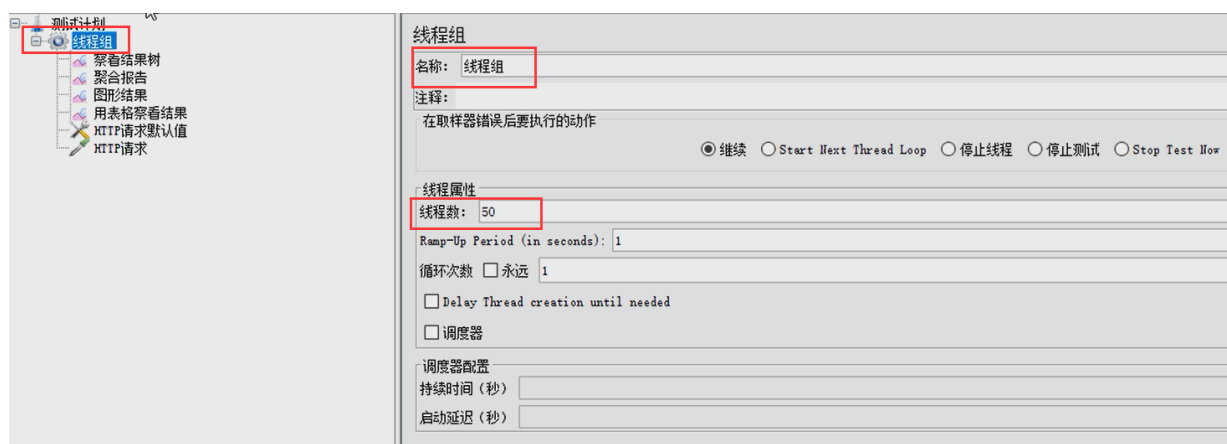 测试计划
线程组
察看结果树
聚合报告
图形结果
用表格察看结果
HTTP请求默认值
HTTP请求
线程组
名称： 线程组
注释：
在取样器错误后要执行的动作
继续 Start Next Thread Loop 停止线程 停止测试 Stop Test Now
线程属性
线程数： 50
Ramp-Up Period (in seconds): 1
循环次数 永远 1
Delay Thread creation until needed
调度器
调度器配置
持续时间（秒）
启动延迟（秒）